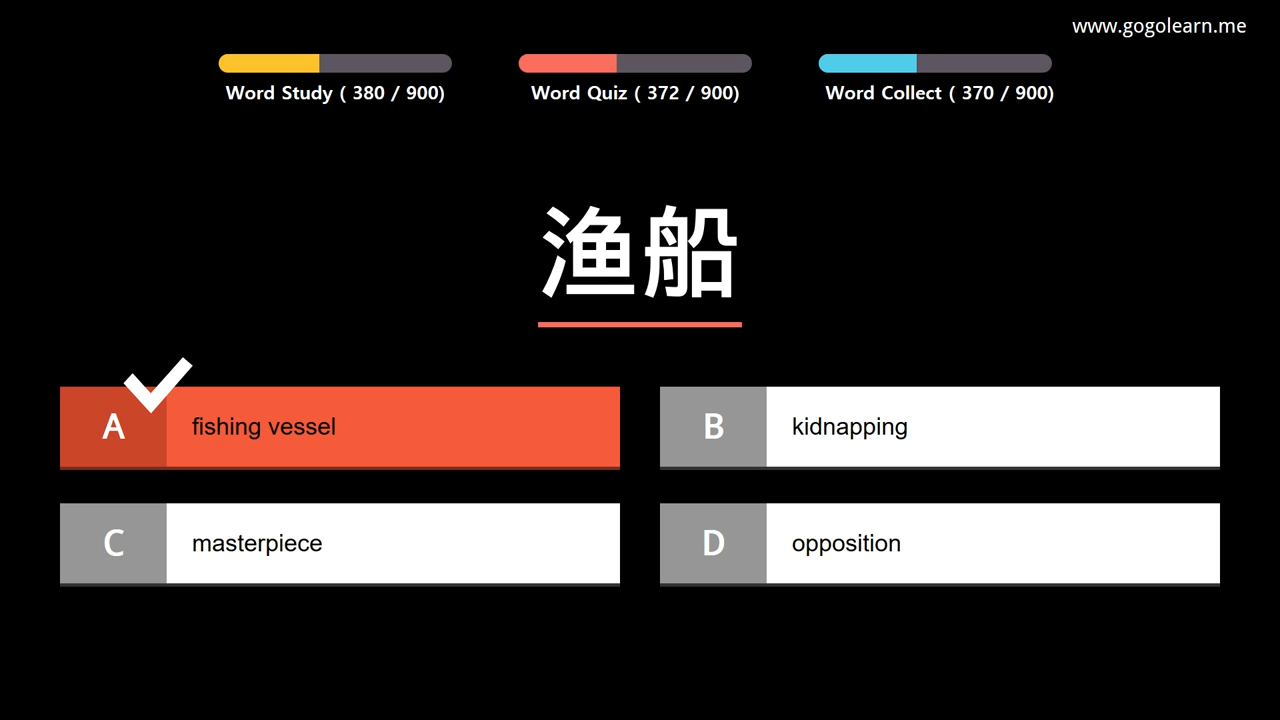 www.gogolearn.me
Word Study ( 380 / 900)
Word Quiz ( 372 / 900)
Word Collect ( 370 / 900)
渔船
A fishing vessel
B kidnapping
C masterpiece
D opposition